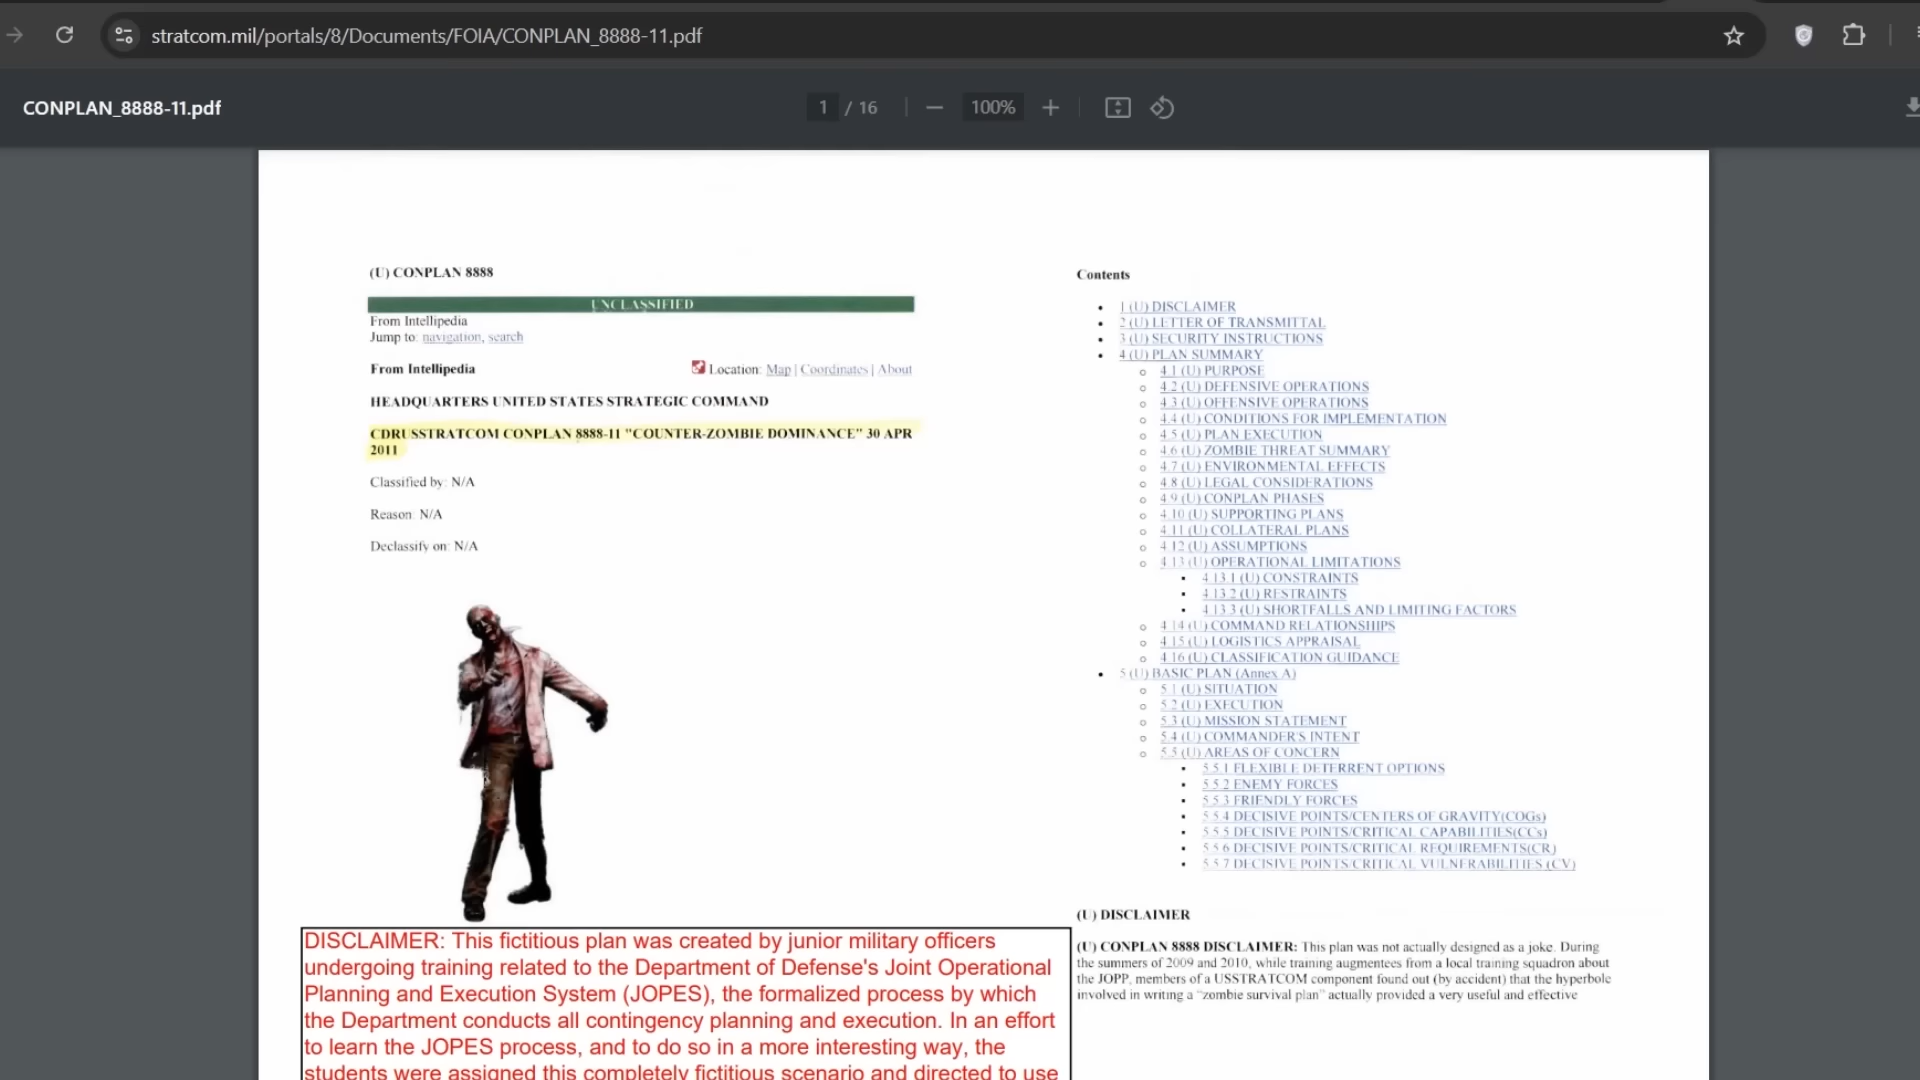 stratcom.mil/portals/8/Documents/FOIA/CONPLAN_8888-11.pdf
CONPLAN_8888-11.pdf
1 / 16
100%
(U) CONPLAN 8888
UNCLASSIFIED
From Intellipedia
Jump to: navigation, search
From Intellipedia
Location: Map | Coordinates | About
HEADQUARTERS UNITED STATES STRATEGIC COMMAND
CDRUSSTRATCOM CONPLAN 8888-11 "COUNTER-ZOMBIE DOMINANCE" 30 APR
2011
Classified by: N/A
Reason: N/A
Declassify on: N/A
DISCLAIMER: This fictitious plan was created by junior military officers
undergoing training related to the Department of Defense's Joint Operational
Planning and Execution System (JOPES), the formalized process by which
the Department conducts all contingency planning and execution. In an effort
to learn the JOPES process, and to do so in a more interesting way, the
students were assigned this completely fictitious scenario and directed to use
Contents
1 (U) DISCLAIMER
2 (U) LETTER OF TRANSMITTAL
3 (U) SECURITY INSTRUCTIONS
4 (U) PLAN SUMMARY
4.1 (U) PURPOSE
4.2 (U) DEFENSIVE OPERATIONS
4.3 (U) OFFENSIVE OPERATIONS
4.4 (U) CONDITIONS FOR IMPLEMENTATION
4.5 (U) PLAN EXECUTION
4.6 (U) ZOMBIE THREAT SUMMARY
4.7 (U) ENVIRONMENTAL EFFECTS
4.8 (U) LEGAL CONSIDERATIONS
4.9 (U) CONPLAN PHASES
4.10 (U) SUPPORTING PLANS
4.11 (U) COLLATERAL PLANS
4.12 (U) ASSUMPTIONS
4.13 (U) OPERATIONAL LIMITATIONS
4.13.1 (U) CONSTRAINTS
4.13.2 (U) RESTRAINTS
4.13.3 (U) SHORTFALLS AND LIMITING FACTORS
4.14 (U) COMMAND RELATIONSHIPS
4.15 (U) LOGISTICS APPRAISAL
4.16 (U) CLASSIFICATION GUIDANCE
5 (U) BASIC PLAN (Annex A)
5.1 (U) SITUATION
5.2 (U) EXECUTION
5.3 (U) MISSION STATEMENT
5.4 (U) COMMANDER'S INTENT
5.5 (U) AREAS OF CONCERN
5.5.1 FLEXIBLE DETERRENT OPTIONS
5.5.2 ENEMY FORCES
5.5.3 FRIENDLY FORCES
5.5.4 DECISIVE POINTS/CENTERS OF GRAVITY(COGs)
5.5.5 DECISIVE POINTS/CRITICAL CAPABILITIES(CCs)
5.5.6 DECISIVE POINTS/CRITICAL REQUIREMENTS(CR)
5.5.7 DECISIVE POINTS/CRITICAL VULNERABILITIES (CV)
(U) DISCLAIMER
(U) CONPLAN 8888 DISCLAIMER: This plan was not actually designed as a joke. During
the summers of 2009 and 2010, while training augmentees from a local training squadron about
the JOPP, members of a USSTRATCOM component found out (by accident) that the hyperbole
involved in writing a "zombie survival plan" actually provided a very useful and effective